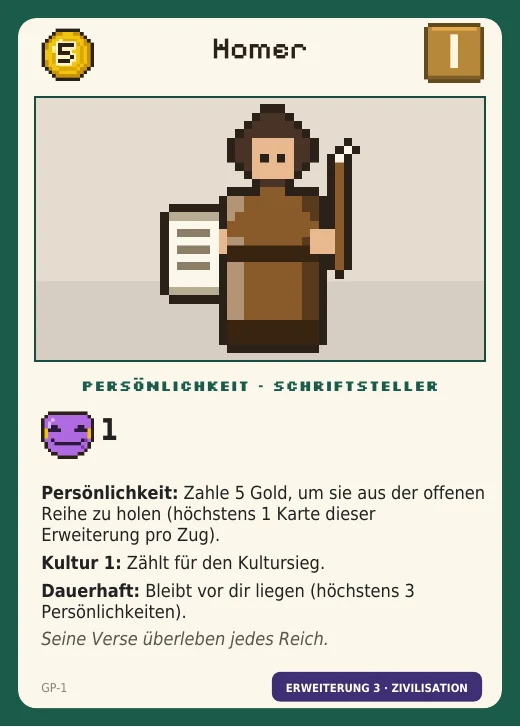 5
Homer
I
PERSÖNLICHKEIT · SCHRIFTSTELLER
1
Persönlichkeit: Zahle 5 Gold, um sie aus der offenen
Reihe zu holen (höchstens 1 Karte dieser
Erweiterung pro Zug).
Kultur 1: Zählt für den Kultursieg.
Dauerhaft: Bleibt vor dir liegen (höchstens 3
Persönlichkeiten).
Seine Verse überleben jedes Reich.
GP-1
ERWEITERUNG 3 · ZIVILISATION